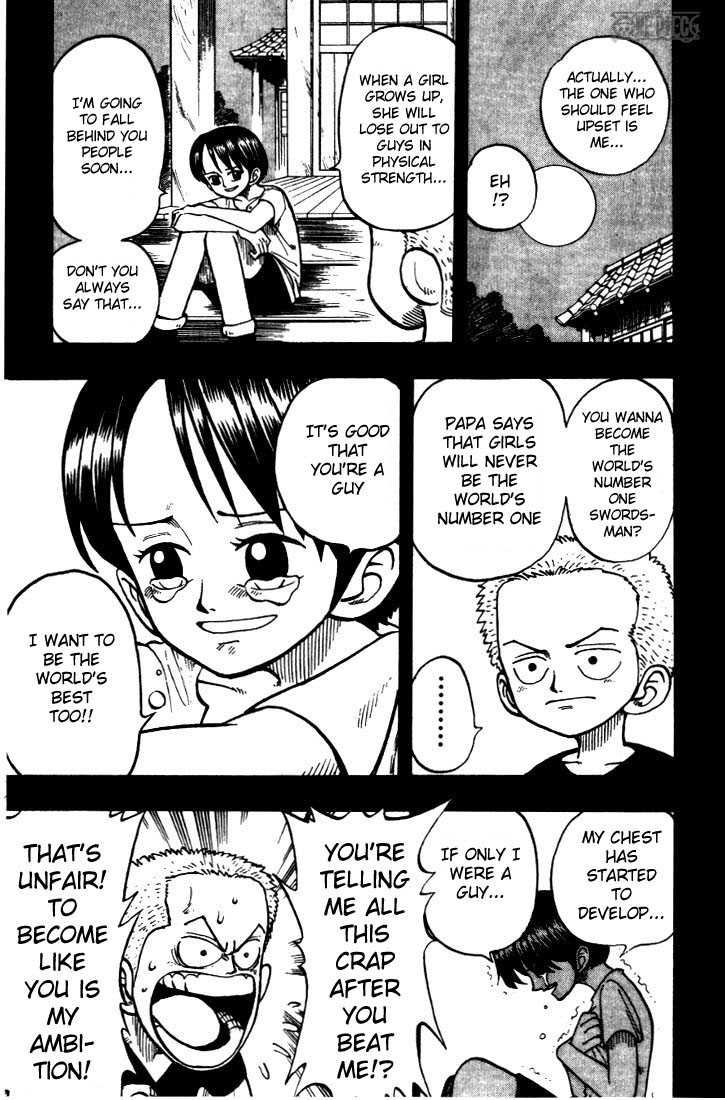 ACTUALLY...
THE ONE WHO
SHOULD FEEL
UPSET IS
ME...
EH
!?
WHEN A GIRL
GROWS UP,
SHE WILL
LOSE OUT TO
GUYS IN
PHYSICAL
STRENGTH...
I'M GOING
TO FALL
BEHIND YOU
PEOPLE
SOON...
DON'T YOU
ALWAYS
SAY THAT...
YOU WANNA
BECOME
THE
WORLD'S
NUMBER
ONE
SWORDS-
MAN?
PAPA SAYS
THAT GIRLS
WILL NEVER
BE THE
WORLD'S
NUMBER ONE
........
IT'S GOOD
THAT
YOU'RE A
GUY
I WANT TO
BE THE
WORLD'S
BEST
TOO!!
MY CHEST
HAS
STARTED
TO
DEVELOP...
IF ONLY I
WERE A
GUY...
YOU'RE
TELLING
ME ALL
THIS
CRAP
AFTER
YOU
BEAT
ME!?
THAT'S
UNFAIR!
TO
BECOME
LIKE
YOU IS
MY
AMBI-
TION!